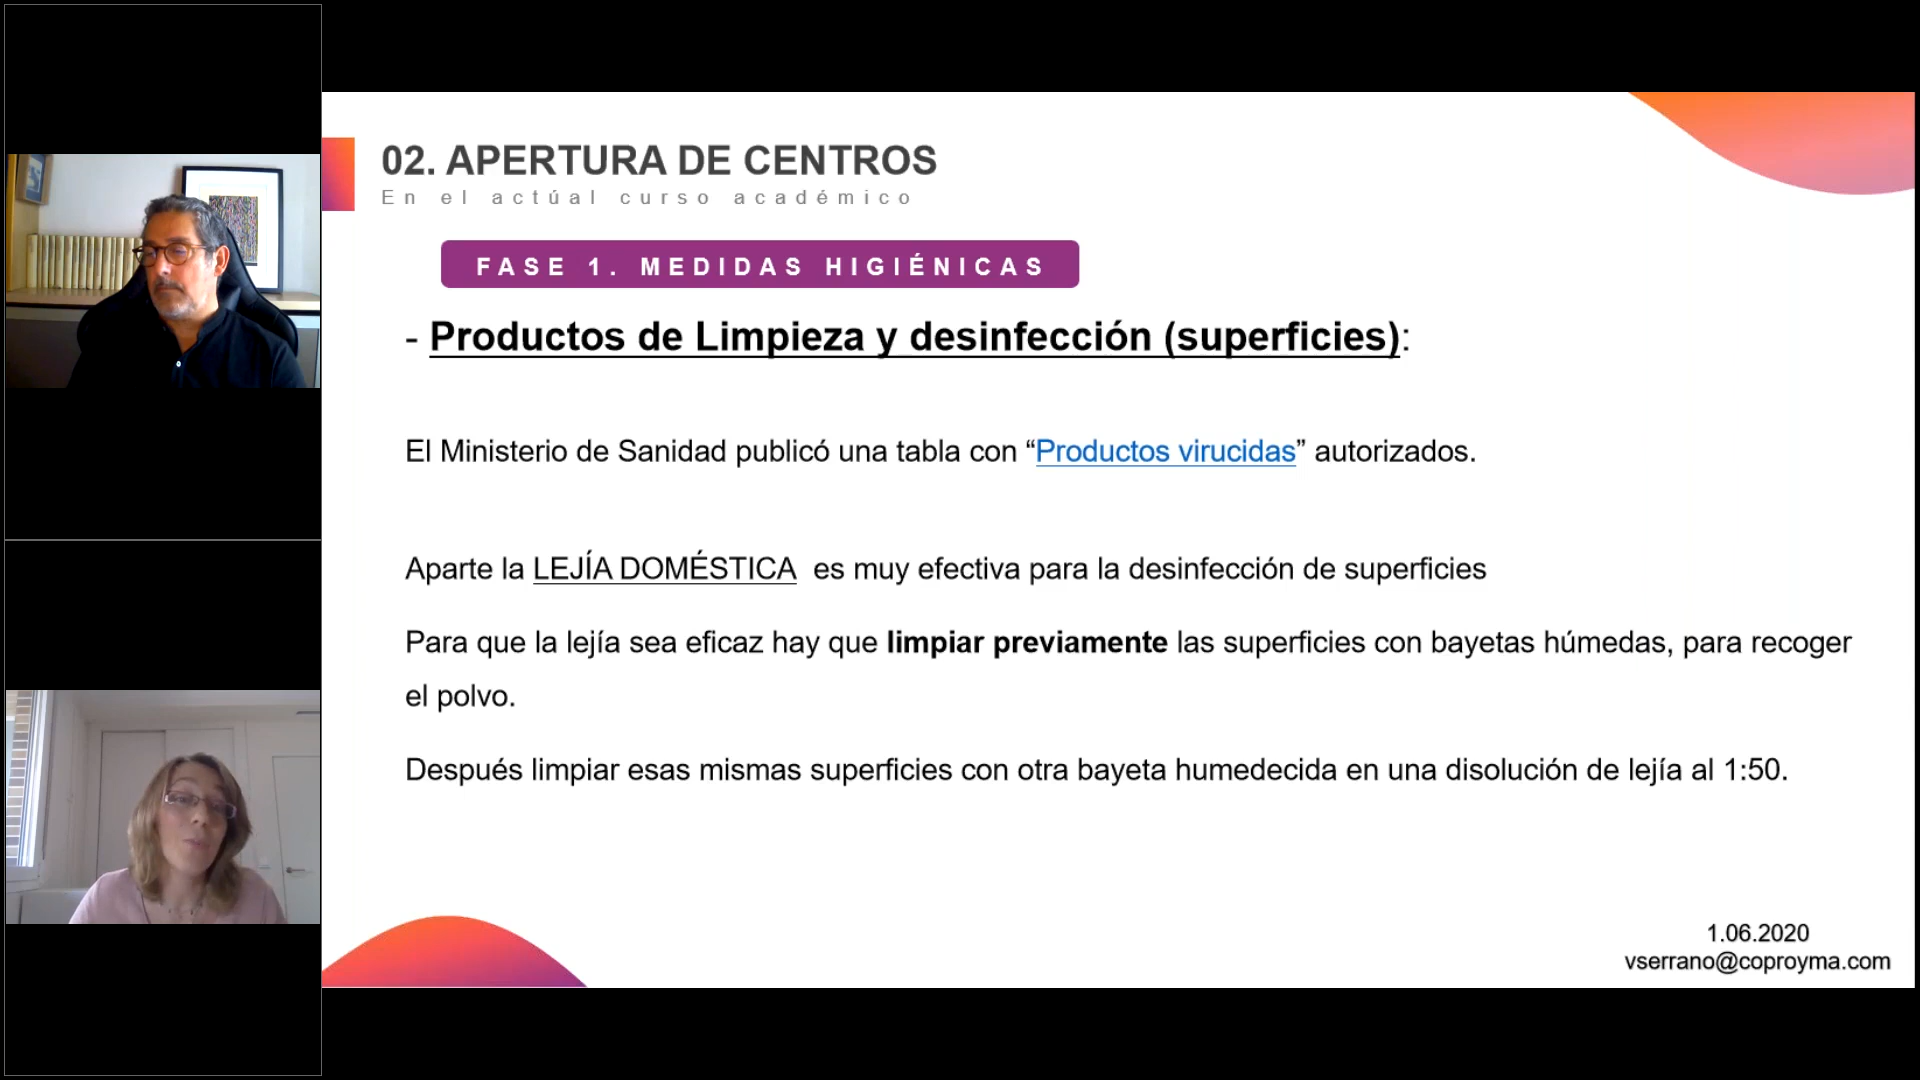 02. APERTURA DE CENTROS
En el actúal curso académico
FASE 1. MEDIDAS HIGIÉNICAS
- Productos de Limpieza y desinfección (superficies):
El Ministerio de Sanidad publicó una tabla con “Productos virucidas” autorizados.
Aparte la LEJÍA DOMÉSTICA es muy efectiva para la desinfección de superficies
Para que la lejía sea eficaz hay que limpiar previamente las superficies con bayetas húmedas, para recoger
el polvo.
Después limpiar esas mismas superficies con otra bayeta humedecida en una disolución de lejía al 1:50.
1.06.2020
vserrano@coproyma.com